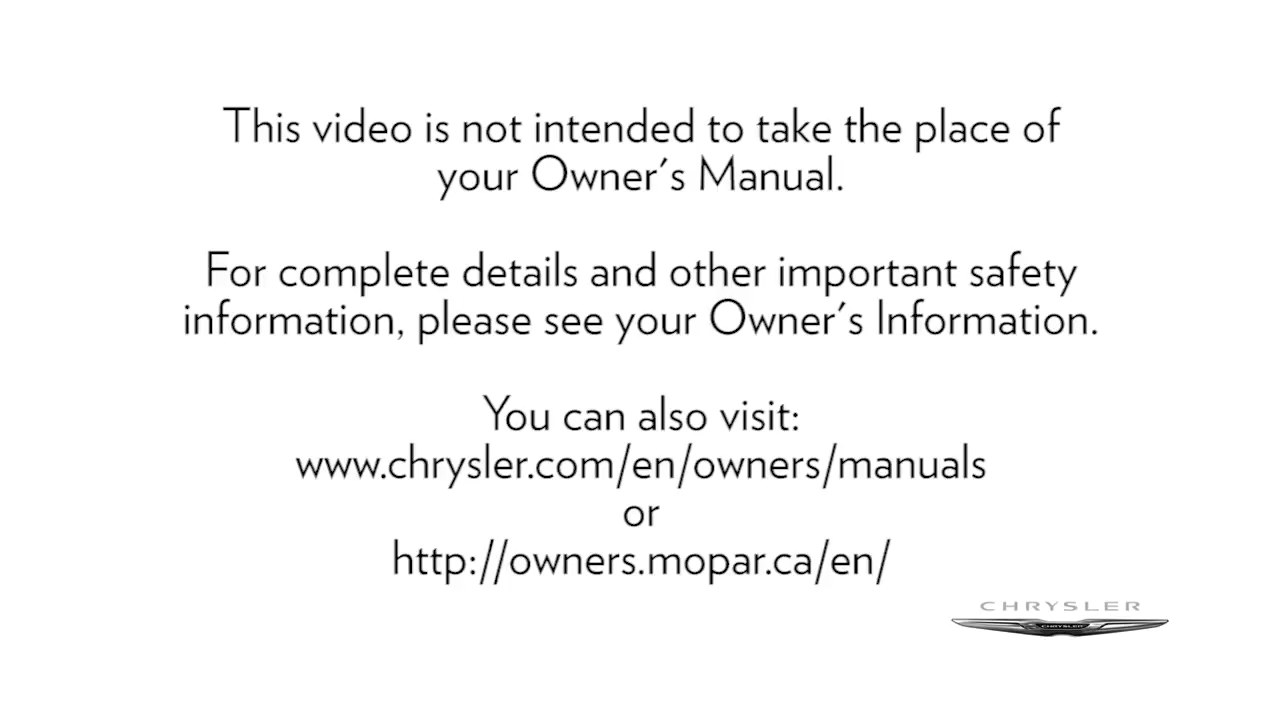 This video is not intended to take the place of
your Owner's Manual.
For complete details and other important safety
information, please see your Owner's Information.
You can also visit:
www.chrysler.com/en/owners/manuals
or
http://owners.mopar.ca/en/
CHRYSLER
CHRYSLER